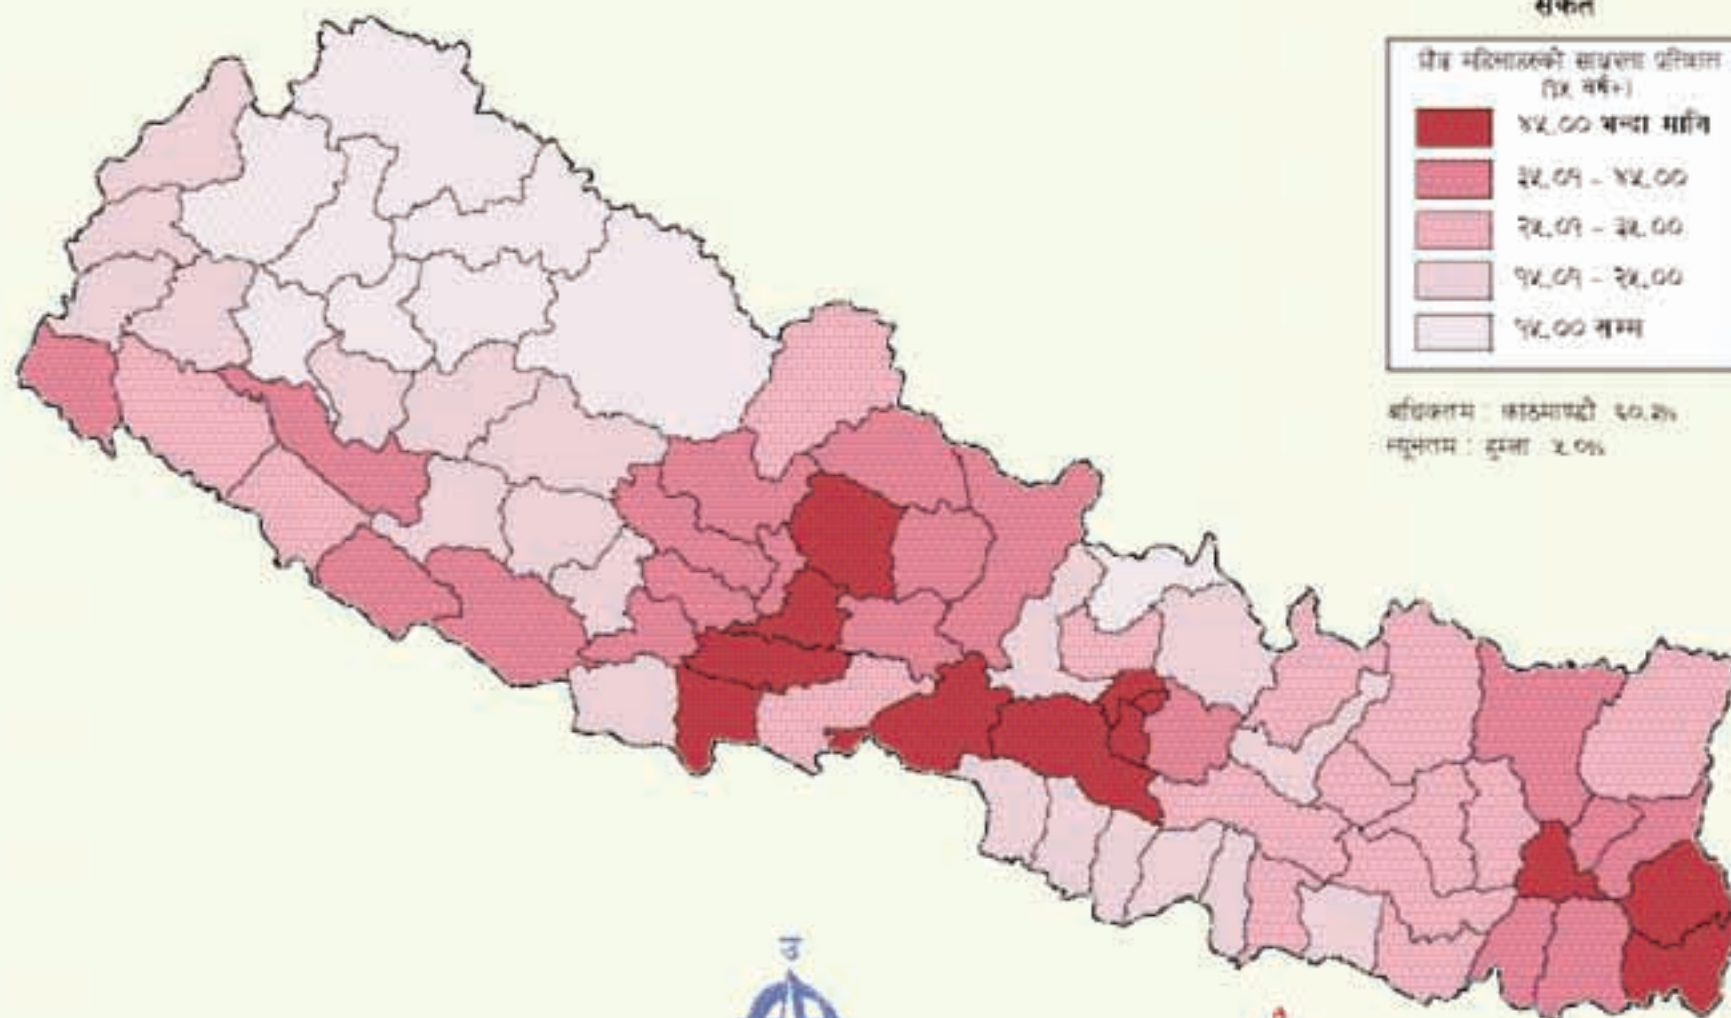 संकेत
प्रौढ महिलाहरूको साक्षरता प्रतिशत
(१५ वर्ष+)
४५.०० भन्दा माथि
३५.०१ - ४५.००
२५.०१ - ३५.००
१५.०१ - २५.००
१५.०० सम्म
अधिकतम : काठमाण्डौ ६०.३%
न्यूनतम : हुम्ला ५.०%
उ